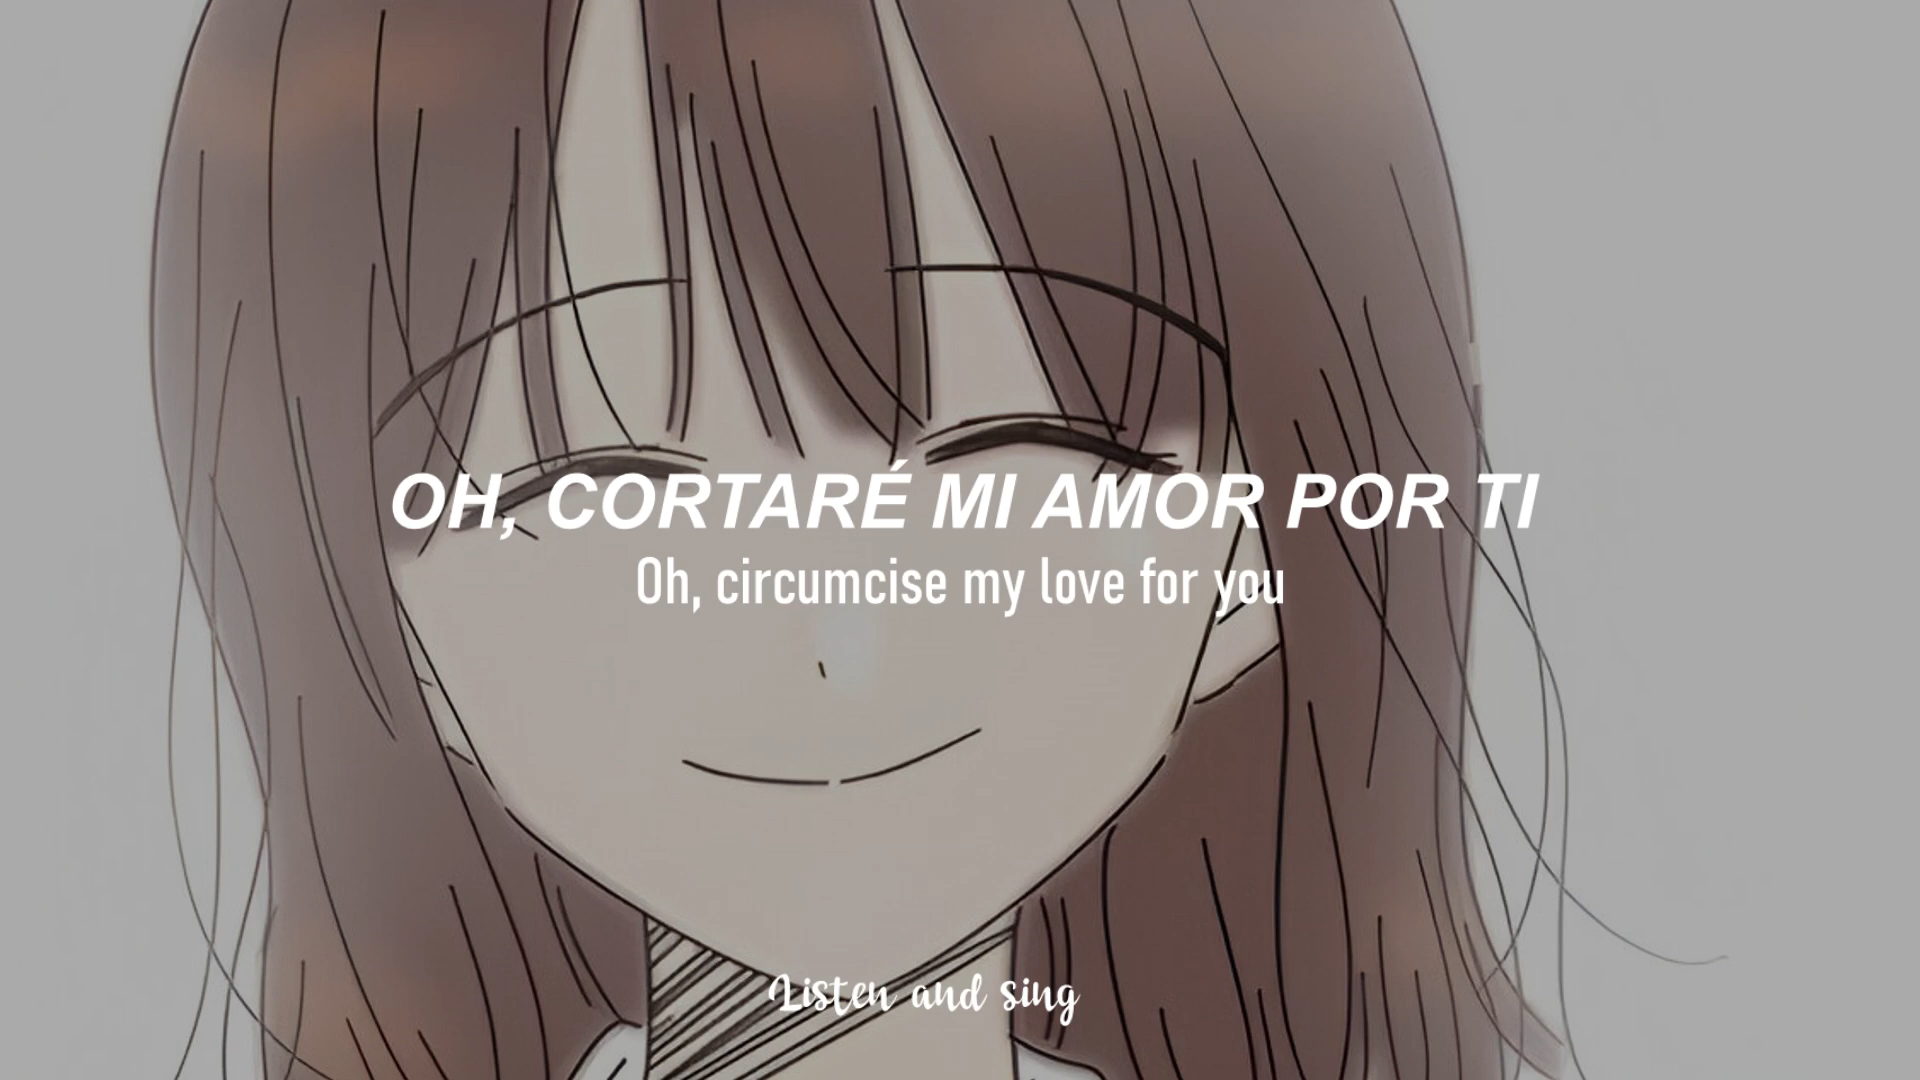 OH, CORTARÉ MI AMOR POR TI
Oh, circumcise my love for you
Listen and sing